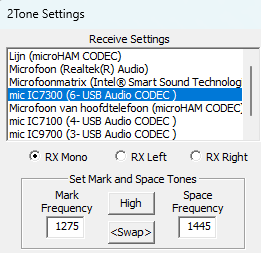 2Tone Settings
Receive Settings
Lijn (microHAM CODEC)
Microfoon (Realtek(R) Audio)
Microfoonmatrix (Intel® Smart Sound Technolog
mic IC7300 (6- USB Audio CODEC )
Microfoon van hoofdtelefoon (microHAM CODEC)
mic IC7100 (4- USB Audio CODEC )
mic IC9700 (3- USB Audio CODEC )
RX Mono RX Left RX Right
Set Mark and Space Tones
Mark Frequency High Space Frequency
1275 <Swap> 1445